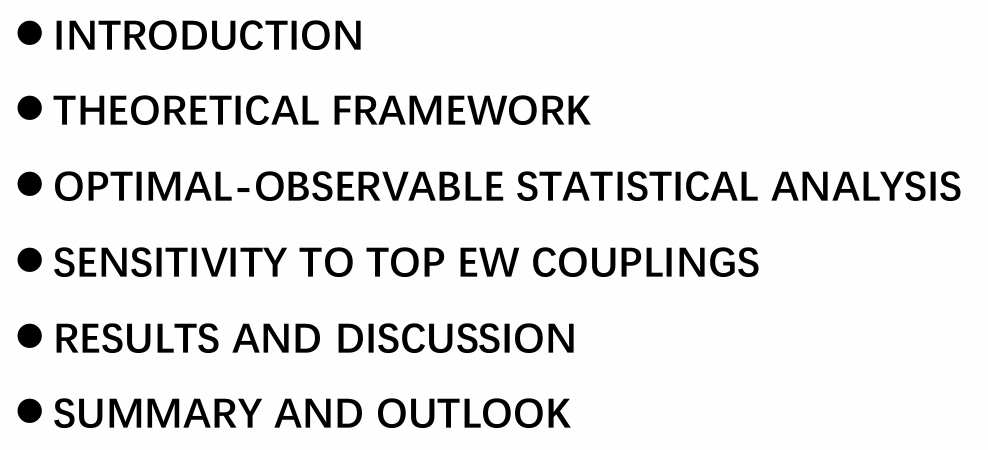 ● INTRODUCTION
● THEORETICAL FRAMEWORK
● OPTIMAL-OBSERVABLE STATISTICAL ANALYSIS
● SENSITIVITY TO TOP EW COUPLINGS
● RESULTS AND DISCUSSION
● SUMMARY AND OUTLOOK